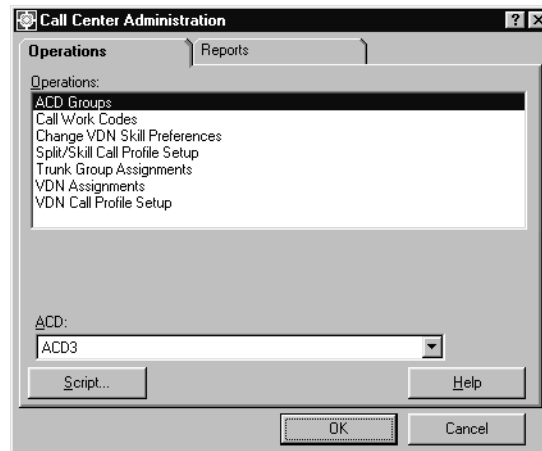 Call Center Administration
Operations Reports
Operations:
ACD Groups
Call Work Codes
Change VDN Skill Preferences
Split/Skill Call Profile Setup
Trunk Group Assignments
VDN Assignments
VDN Call Profile Setup
ACD:
ACD3
Script... Help
OK Cancel